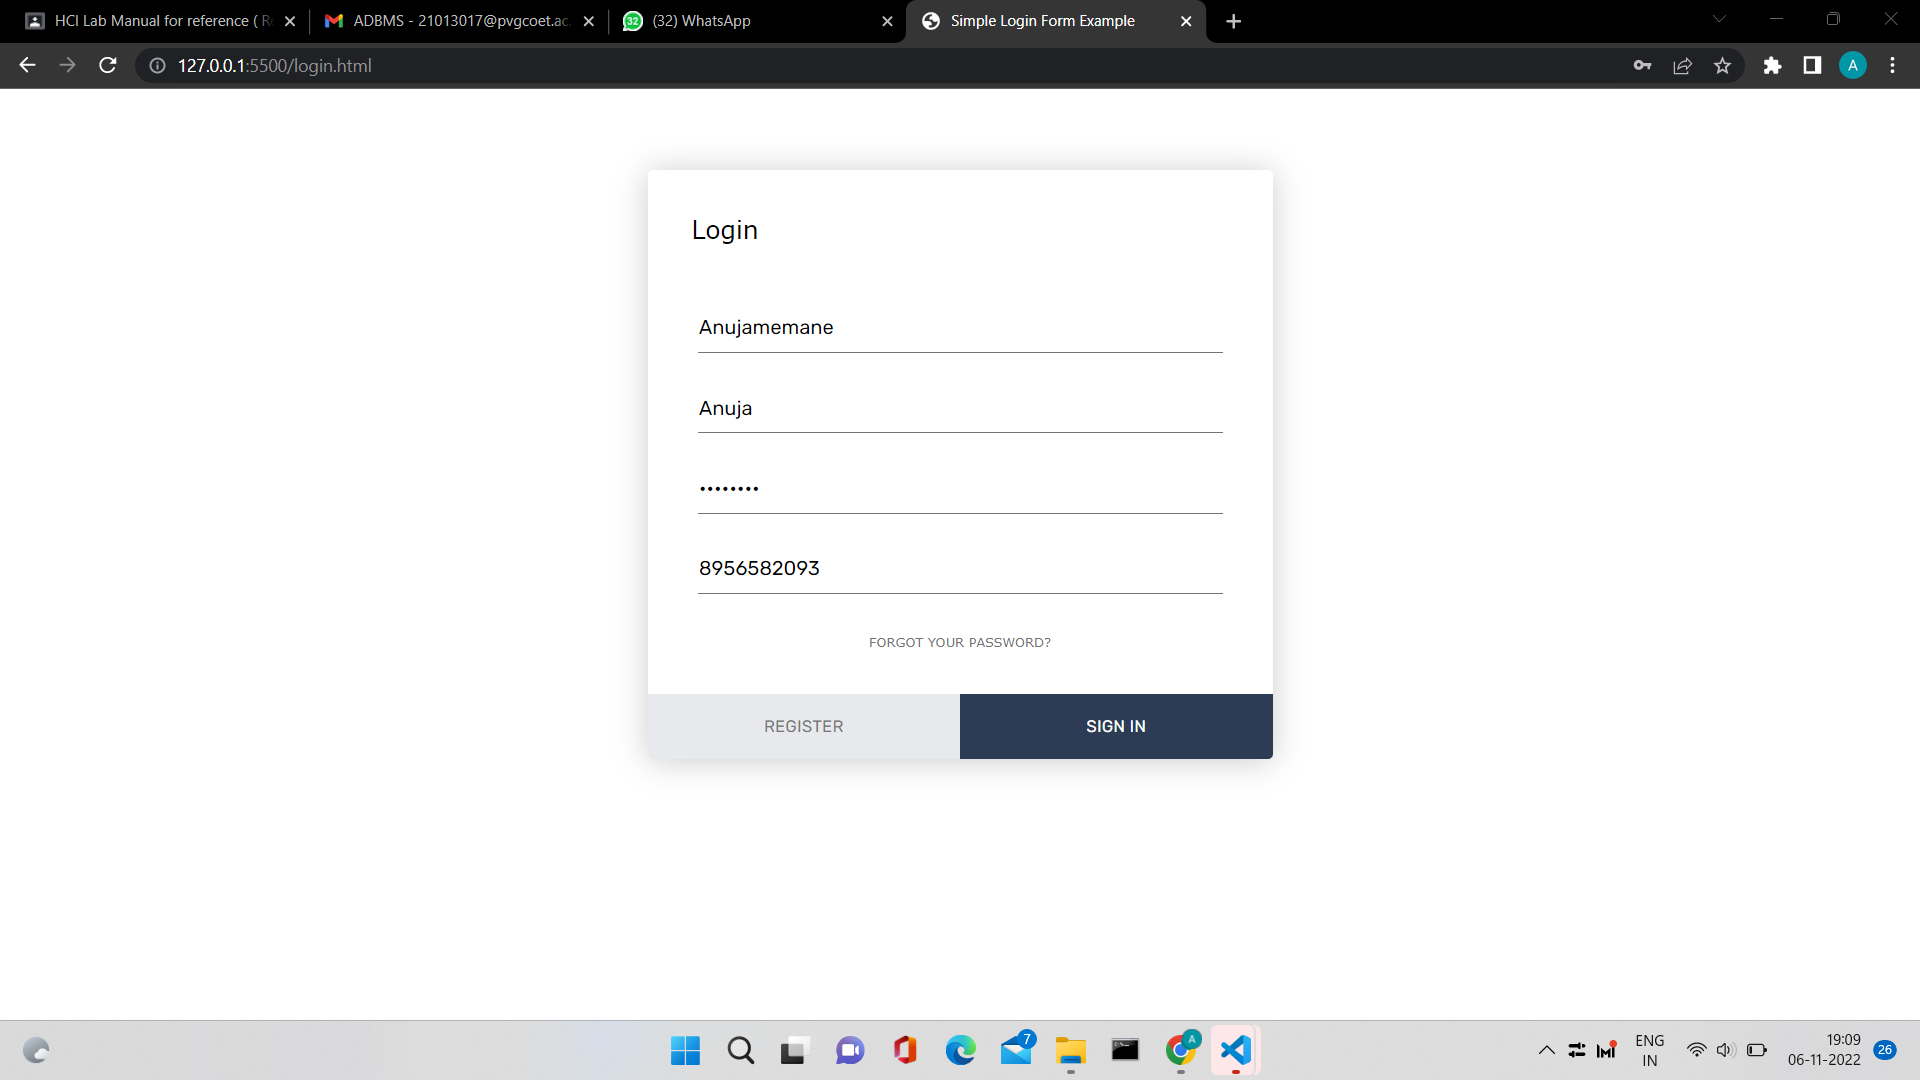 HCI Lab Manual for reference ( Re
ADBMS - 21013017@pvgcoet.ac.
(32) WhatsApp
Simple Login Form Example
127.0.0.1:5500/login.html
A
Login
Anujamemane
Anuja
••••••••
8956582093
FORGOT YOUR PASSWORD?
REGISTER
SIGN IN
7
A
ENG
IN
19:09
06-11-2022
26